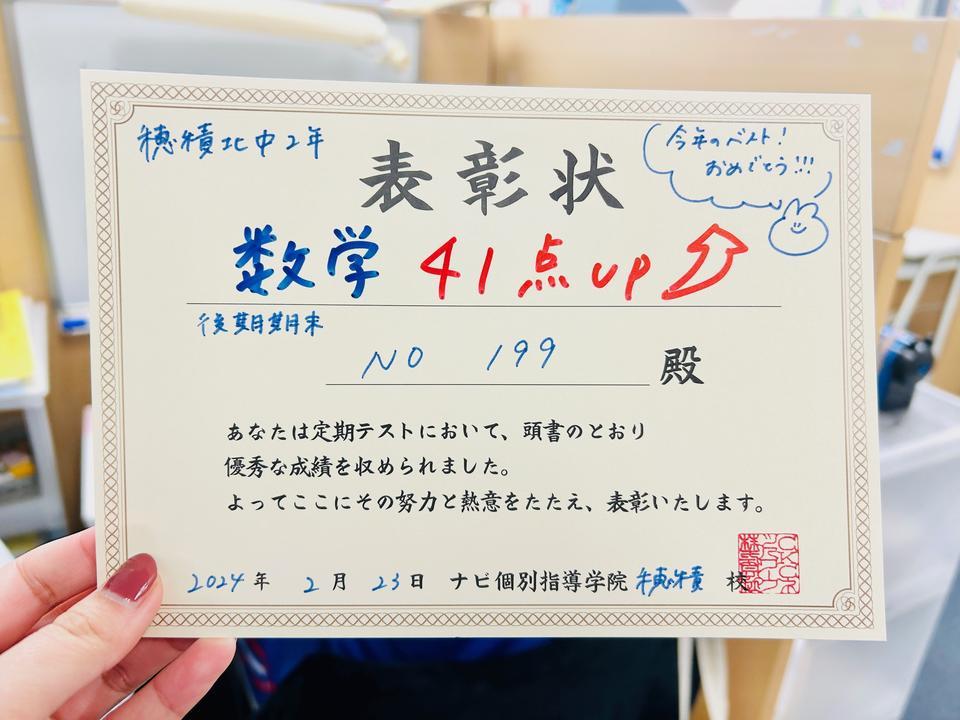 穂積北中2年
表彰状
今年のベスト!
おめでとう!!!
数学 41点up
後期期末
NO 199 殿
あなたは定期テストにおいて、頭書のとおり
優秀な成績を収められました。
よってここにその努力と熱意をたたえ、表彰いたします。
2024年 2月 23日 ナビ個別指導学院 穂積 校